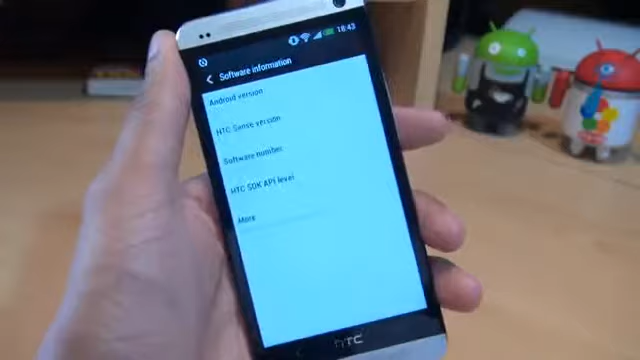 18:43
Software information
Android version
HTC Sense version
Software number
HTC SDK API level
More
hTC